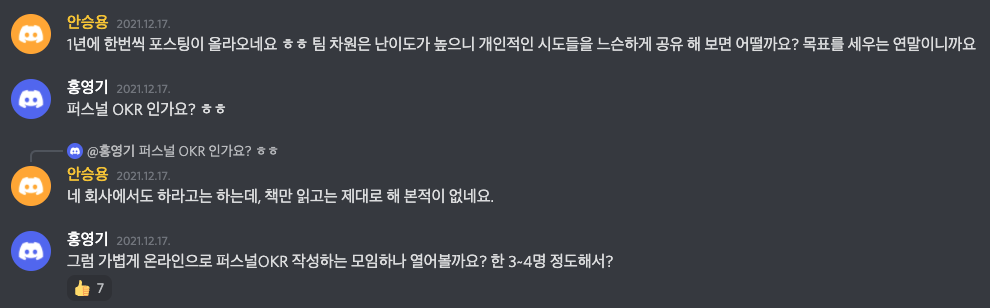 안승용 2021.12.17.
1년에 한번씩 포스팅이 올라오네요 ㅎㅎ 팀 차원은 난이도가 높으니 개인적인 시도들을 느슨하게 공유 해 보면 어떨까요? 목표를 세우는 연말이니까요
홍영기 2021.12.17.
퍼스널 OKR 인가요? ㅎㅎ
@홍영기 퍼스널 OKR 인가요? ㅎㅎ
안승용 2021.12.17.
네 회사에서도 하라고는 하는데, 책만 읽고는 제대로 해 본적이 없네요.
홍영기 2021.12.17.
그럼 가볍게 온라인으로 퍼스널OKR 작성하는 모임하나 열어볼까요? 한 3~4명 정도해서?
👍 7